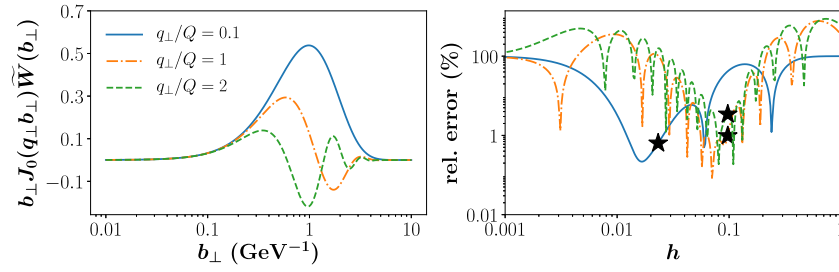 0.7
0.5
0.3
0.1
−0.1
b⊥J0(q⊥b⊥)W̃(b⊥)
q⊥/Q = 0.1
q⊥/Q = 1
q⊥/Q = 2
0.01
0.1
1
10
b⊥ (GeV−1)
100
1
0.01
rel. error (%)
0.001
0.01
0.1
1
h